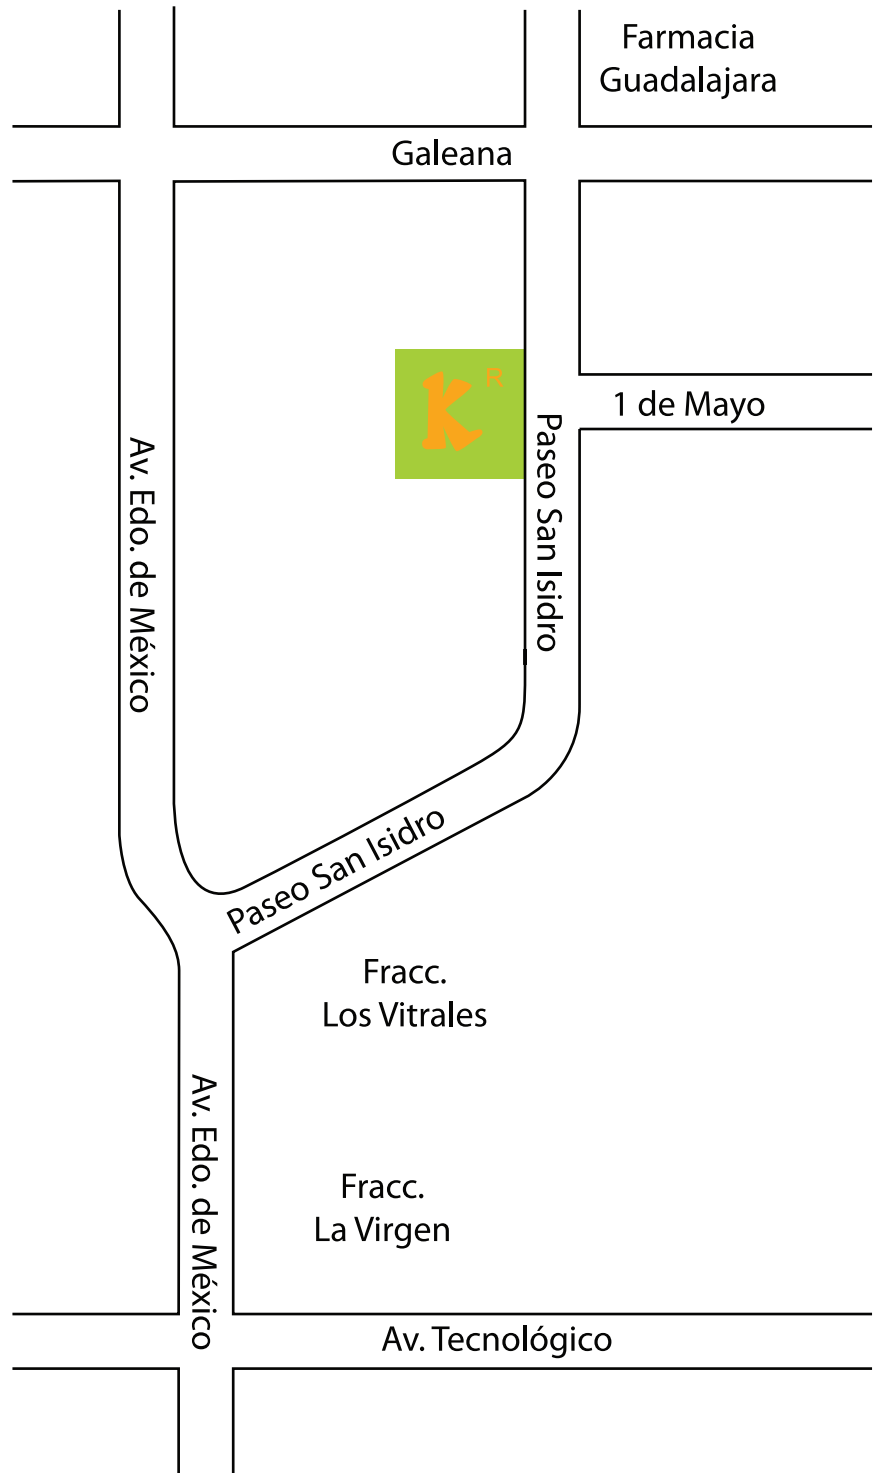 Farmacia
Guadalajara
Galeana
K R
1 de Mayo
Paseo San Isidro
Av. Edo. de México
Paseo San Isidro
Fracc.
Los Vitrales
Av. Edo. de México
Fracc.
La Virgen
Av. Tecnológico